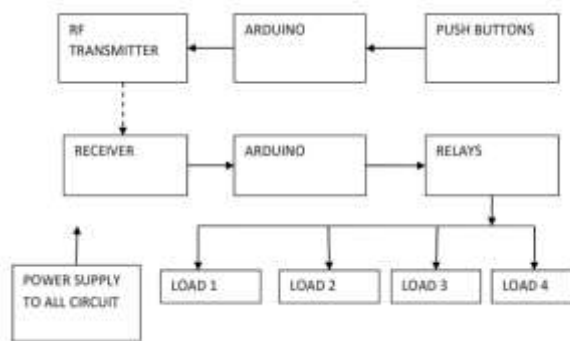 RF
TRANSMITTER
ARDUINO
PUSH BUTTONS
RECEIVER
ARDUINO
RELAYS
POWER SUPPLY
TO ALL CIRCUIT
LOAD 1
LOAD 2
LOAD 3
LOAD 4